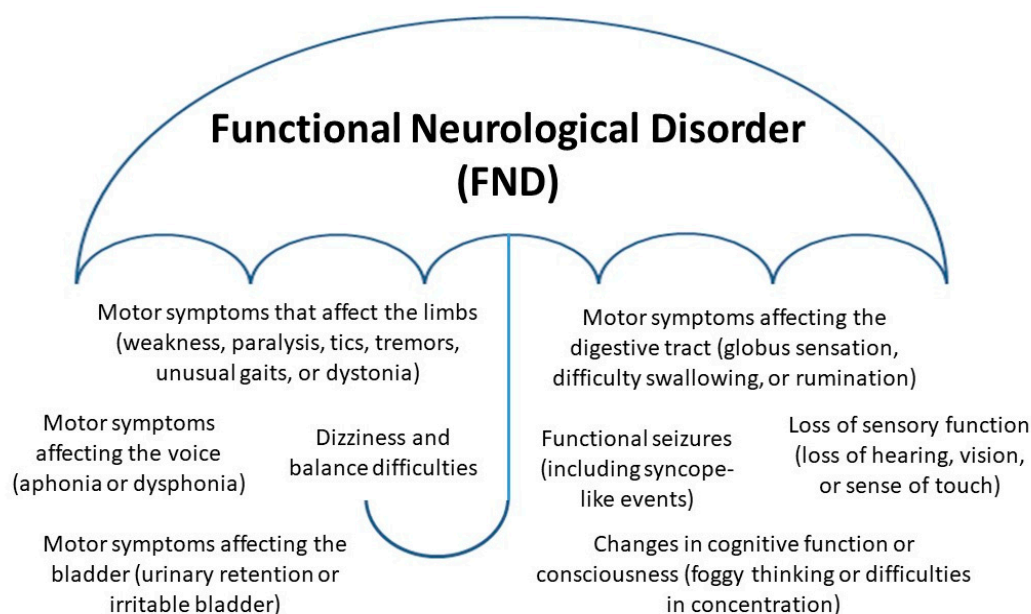 Functional Neurological Disorder
(FND)
Motor symptoms that affect the limbs
(weakness, paralysis, tics, tremors,
unusual gaits, or dystonia)
Motor symptoms affecting the
digestive tract (globus sensation,
difficulty swallowing, or rumination)
Motor symptoms
affecting the voice
(aphonia or dysphonia)
Dizziness and
balance difficulties
Functional seizures
(including syncope-
like events)
Loss of sensory function
(loss of hearing, vision,
or sense of touch)
Motor symptoms affecting the
bladder (urinary retention or
irritable bladder)
Changes in cognitive function or
consciousness (foggy thinking or difficulties
in concentration)